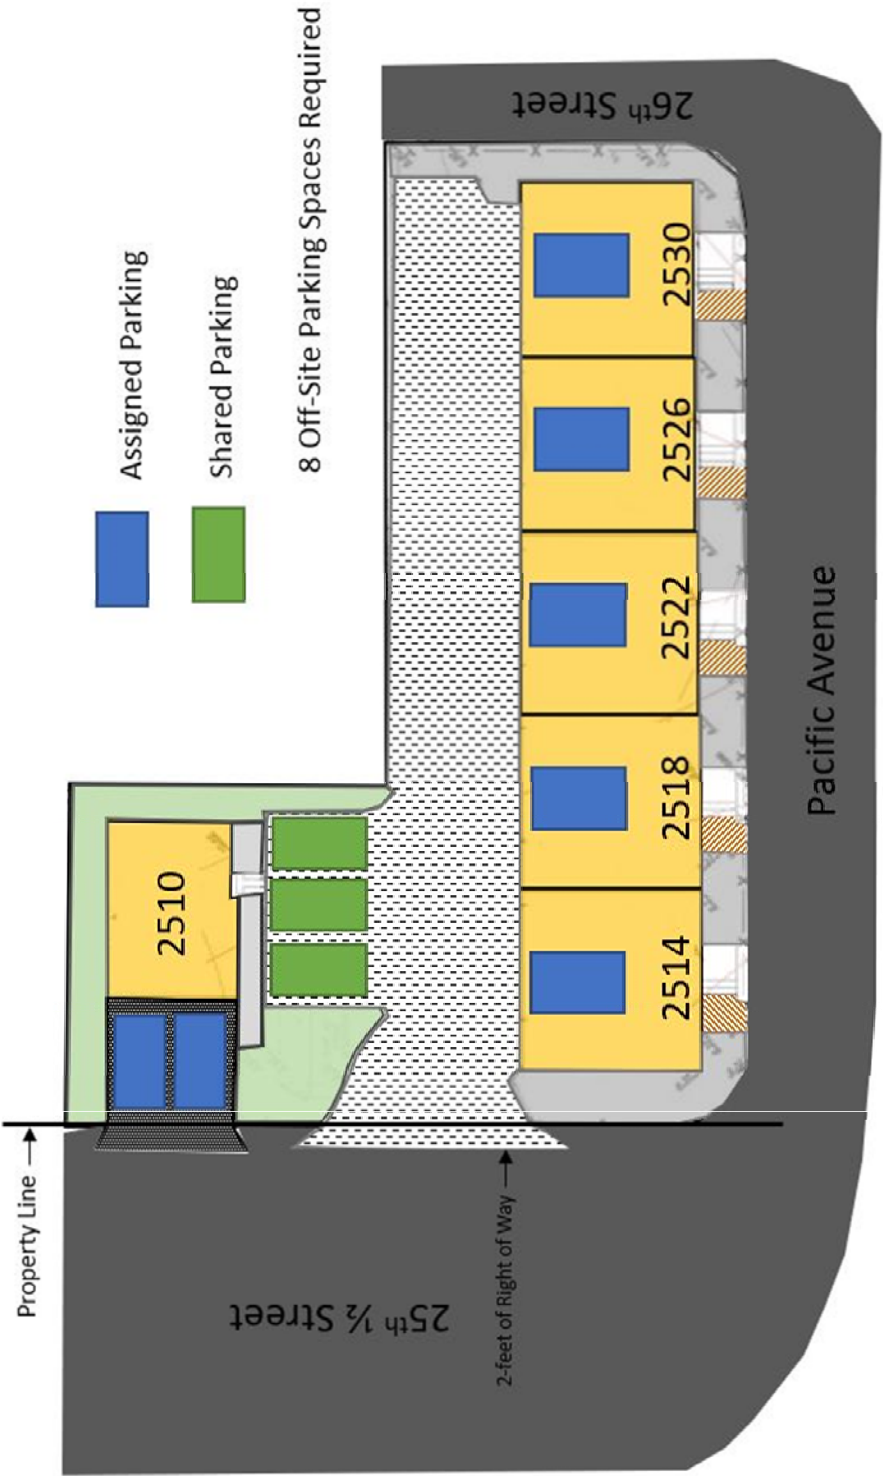 Assigned Parking
Shared Parking
8 Off-Site Parking Spaces Required
26th Street
2530
2526
2522
2518
2514
2510
Pacific Avenue
Property Line
2-feet of Right of Way
25th ½ Street